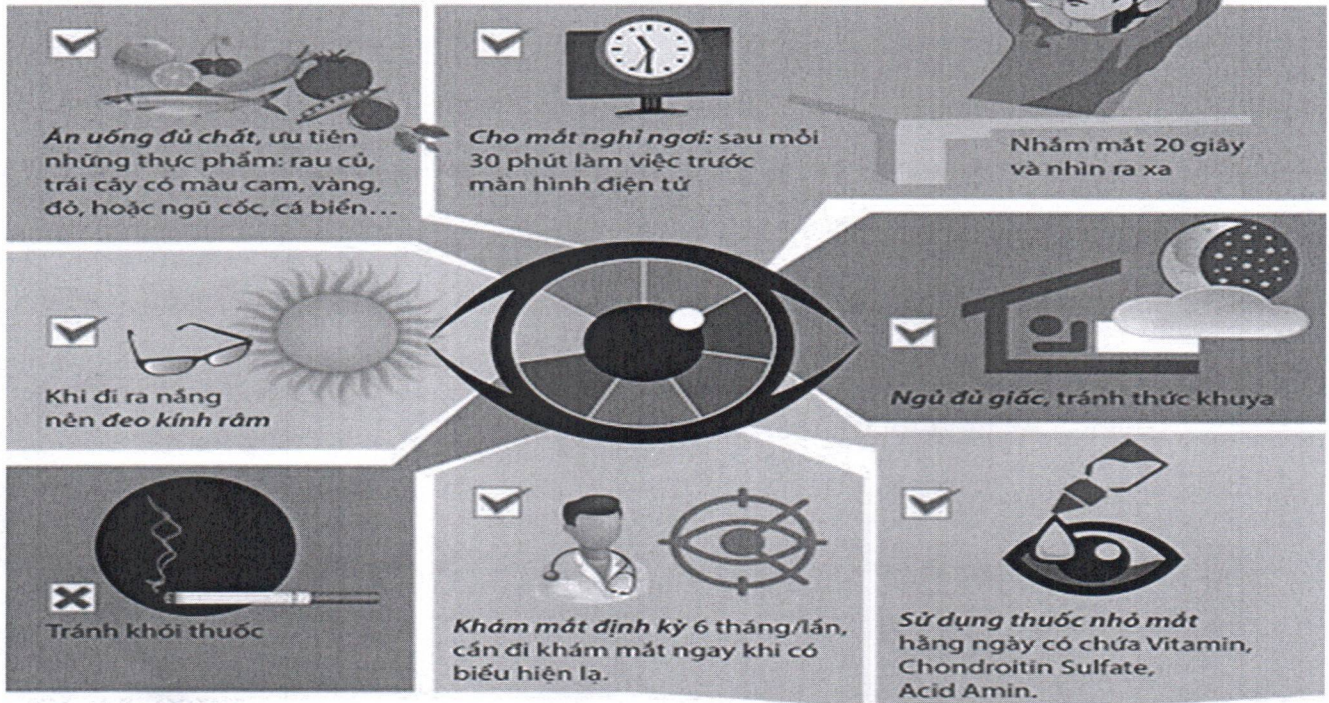 Ăn uống đủ chất, ưu tiên
những thực phẩm: rau củ,
trái cây có màu cam, vàng,
đỏ, hoặc ngũ cốc, cá biển...
Cho mắt nghỉ ngơi: sau mỗi
30 phút làm việc trước
màn hình điện tử
Nhắm mắt 20 giây
và nhìn ra xa
Khi đi ra nắng
nên đeo kính râm
Ngủ đủ giấc, tránh thức khuya
Tránh khói thuốc
Khám mắt định kỳ 6 tháng/lần,
cần đi khám mắt ngay khi có
biểu hiện lạ.
Sử dụng thuốc nhỏ mắt
hằng ngày có chứa Vitamin,
Chondroitin Sulfate,
Acid Amin.